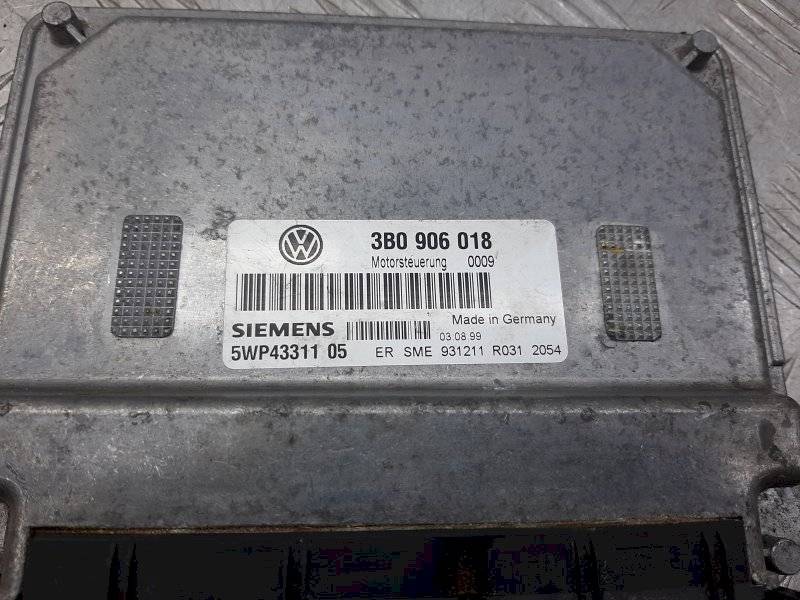 3B0 906 018
Motorsteuerung 0009
SIEMENS Made in Germany
03 08 99
5WP43311 05 ER SME 931211 R031 2054